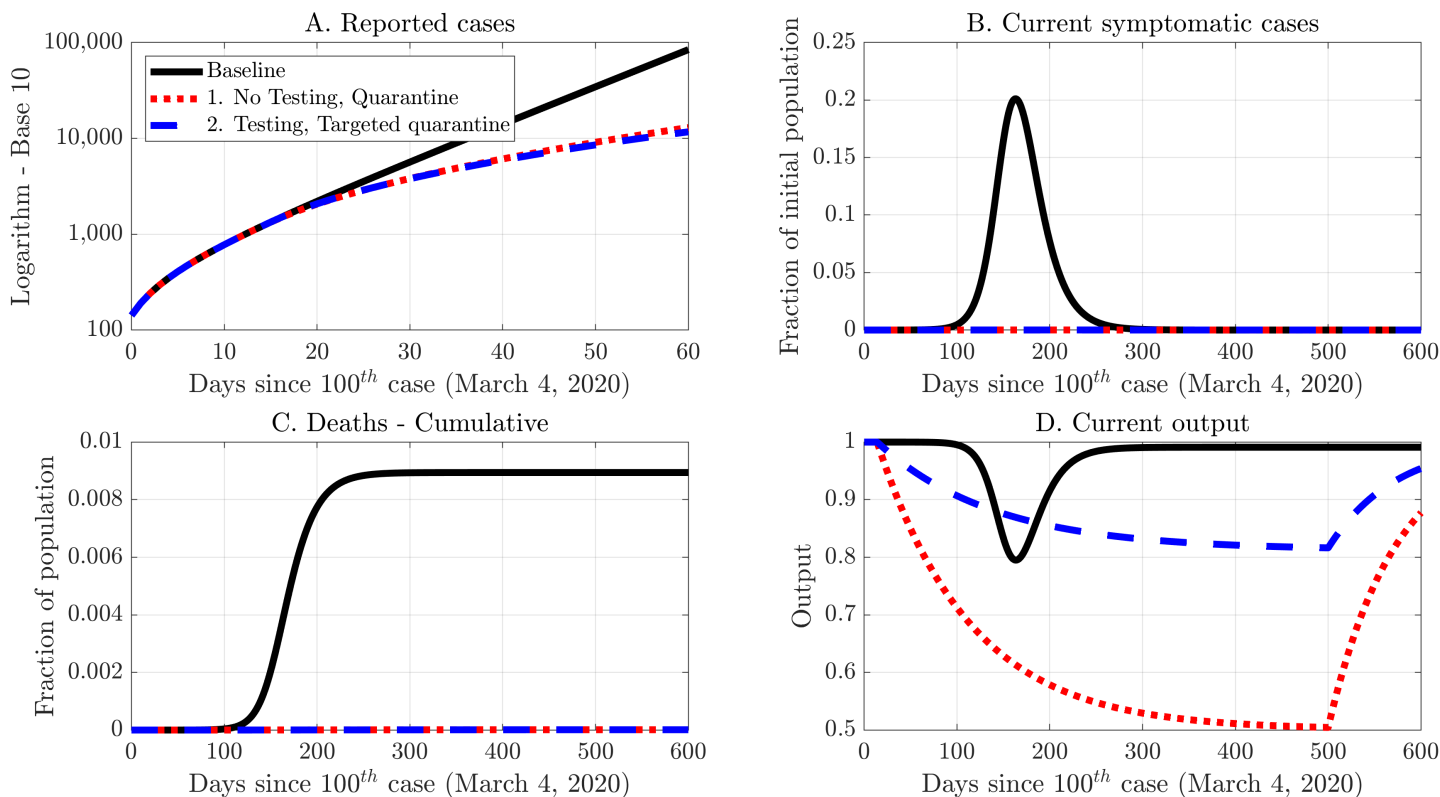 A. Reported cases
100,000
10,000
1,000
100
Logarithm - Base 10
Baseline
1. No Testing, Quarantine
2. Testing, Targeted quarantine
0 10 20 30 40 50 60
Days since 100th case (March 4, 2020)
B. Current symptomatic cases
0.25
0.2
0.15
0.1
0.05
0
Fraction of initial population
0 100 200 300 400 500 600
Days since 100th case (March 4, 2020)
C. Deaths - Cumulative
0.01
0.008
0.006
0.004
0.002
0
Fraction of population
0 100 200 300 400 500 600
Days since 100th case (March 4, 2020)
D. Current output
1
0.9
0.8
0.7
0.6
0.5
Output
0 100 200 300 400 500 600
Days since 100th case (March 4, 2020)